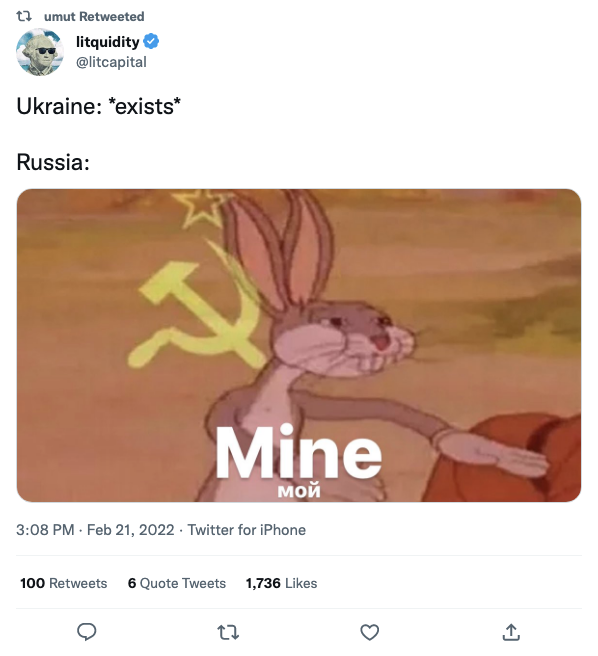 umut Retweeted
litquidity
@litcapital
Ukraine: *exists*
Russia:
Mine
мой
3:08 PM · Feb 21, 2022 · Twitter for iPhone
100 Retweets 6 Quote Tweets 1,736 Likes